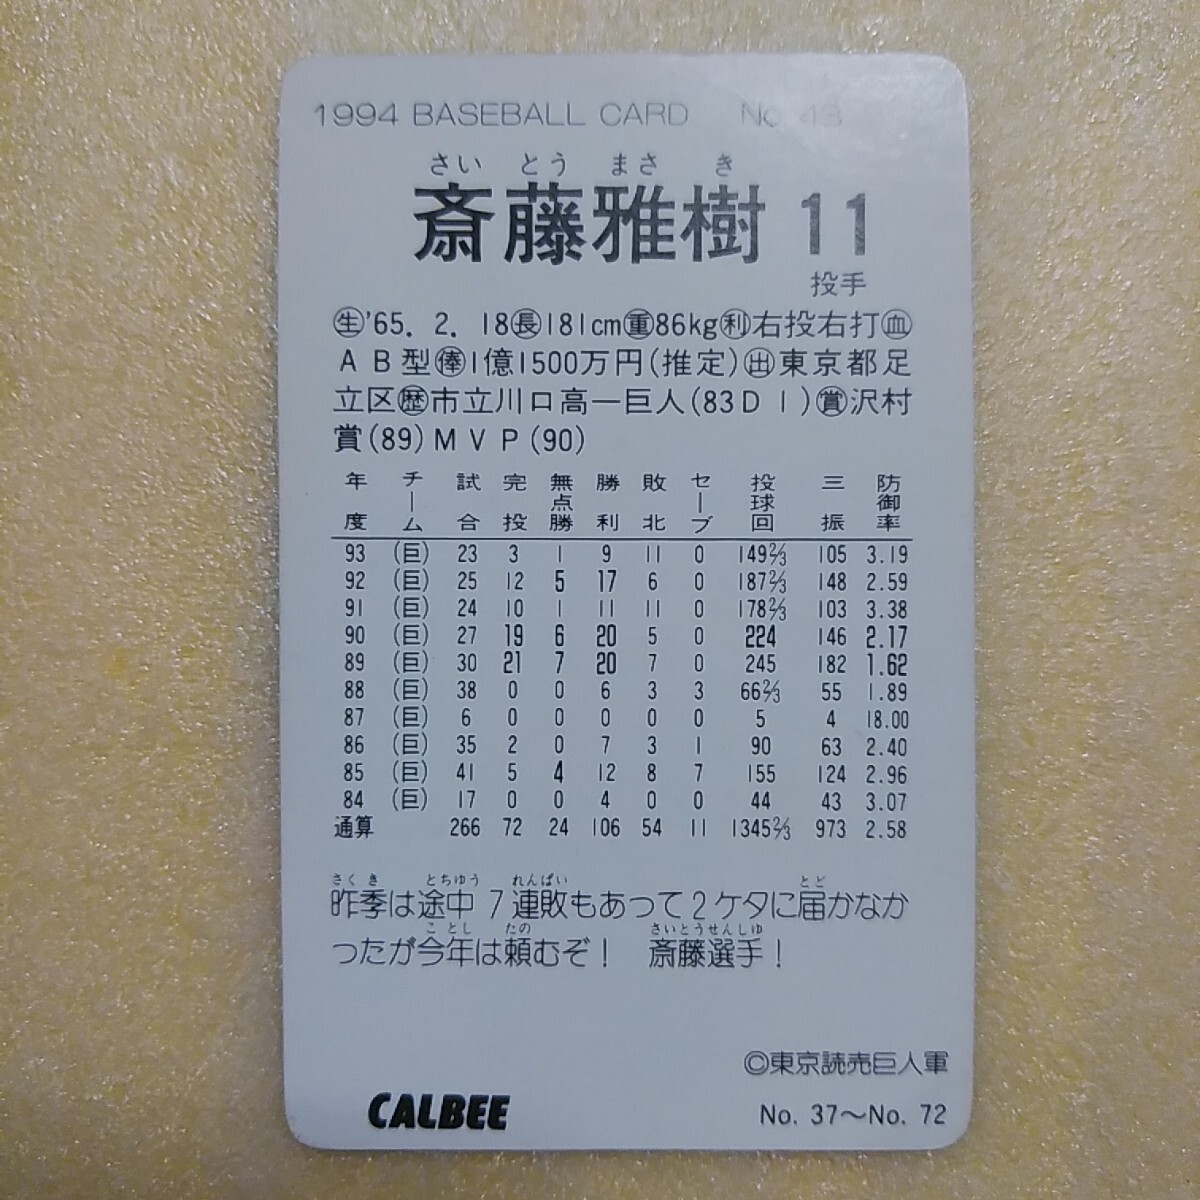 1994 BASEBALL CARD No. 43
さい とう まさ き
斎藤雅樹 11
投手
㊤'65. 2. 18㊤181cm㊤86kg㊤右投右打㊤
AB型㊤1億1500万円(推定)㊤東京都足
立区㊤市立川口高一巨人(83D1)㊤沢村
賞(89)MVP(90)
年度 チーム 試合 完投 無点勝 勝利 敗北 セーブ 投球回 三振 防御率
93 (巨) 23 3 1 9 11 0 149⅔ 105 3.19
92 (巨) 25 12 5 17 6 0 187⅔ 148 2.59
91 (巨) 24 10 1 11 11 0 178⅔ 103 3.38
90 (巨) 27 19 6 20 5 0 224 146 2.17
89 (巨) 30 21 7 20 7 0 245 182 1.62
88 (巨) 38 0 0 6 3 3 66⅔ 55 1.89
87 (巨) 6 0 0 0 0 0 5 4 18.00
86 (巨) 35 2 0 7 3 1 90 63 2.40
85 (巨) 41 5 4 12 8 7 155 124 2.96
84 (巨) 17 0 0 4 0 0 44 43 3.07
通算 266 72 24 106 54 11 1345⅔ 973 2.58
さくき とちゆう れんぱい とど
昨季は途中7連敗もあって2ケタに届かなか
ことし たの さいとうせんしゆ
ったが今年は頼むぞ! 斎藤選手!
©東京読売巨人軍
CALBEE No. 37～No. 72